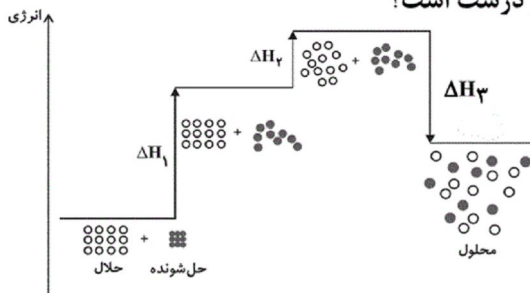 درست است؟
انرژی
ΔH۲
+
ΔH۳
+
ΔH۱
+
محلول
حلال
حل‌شونده